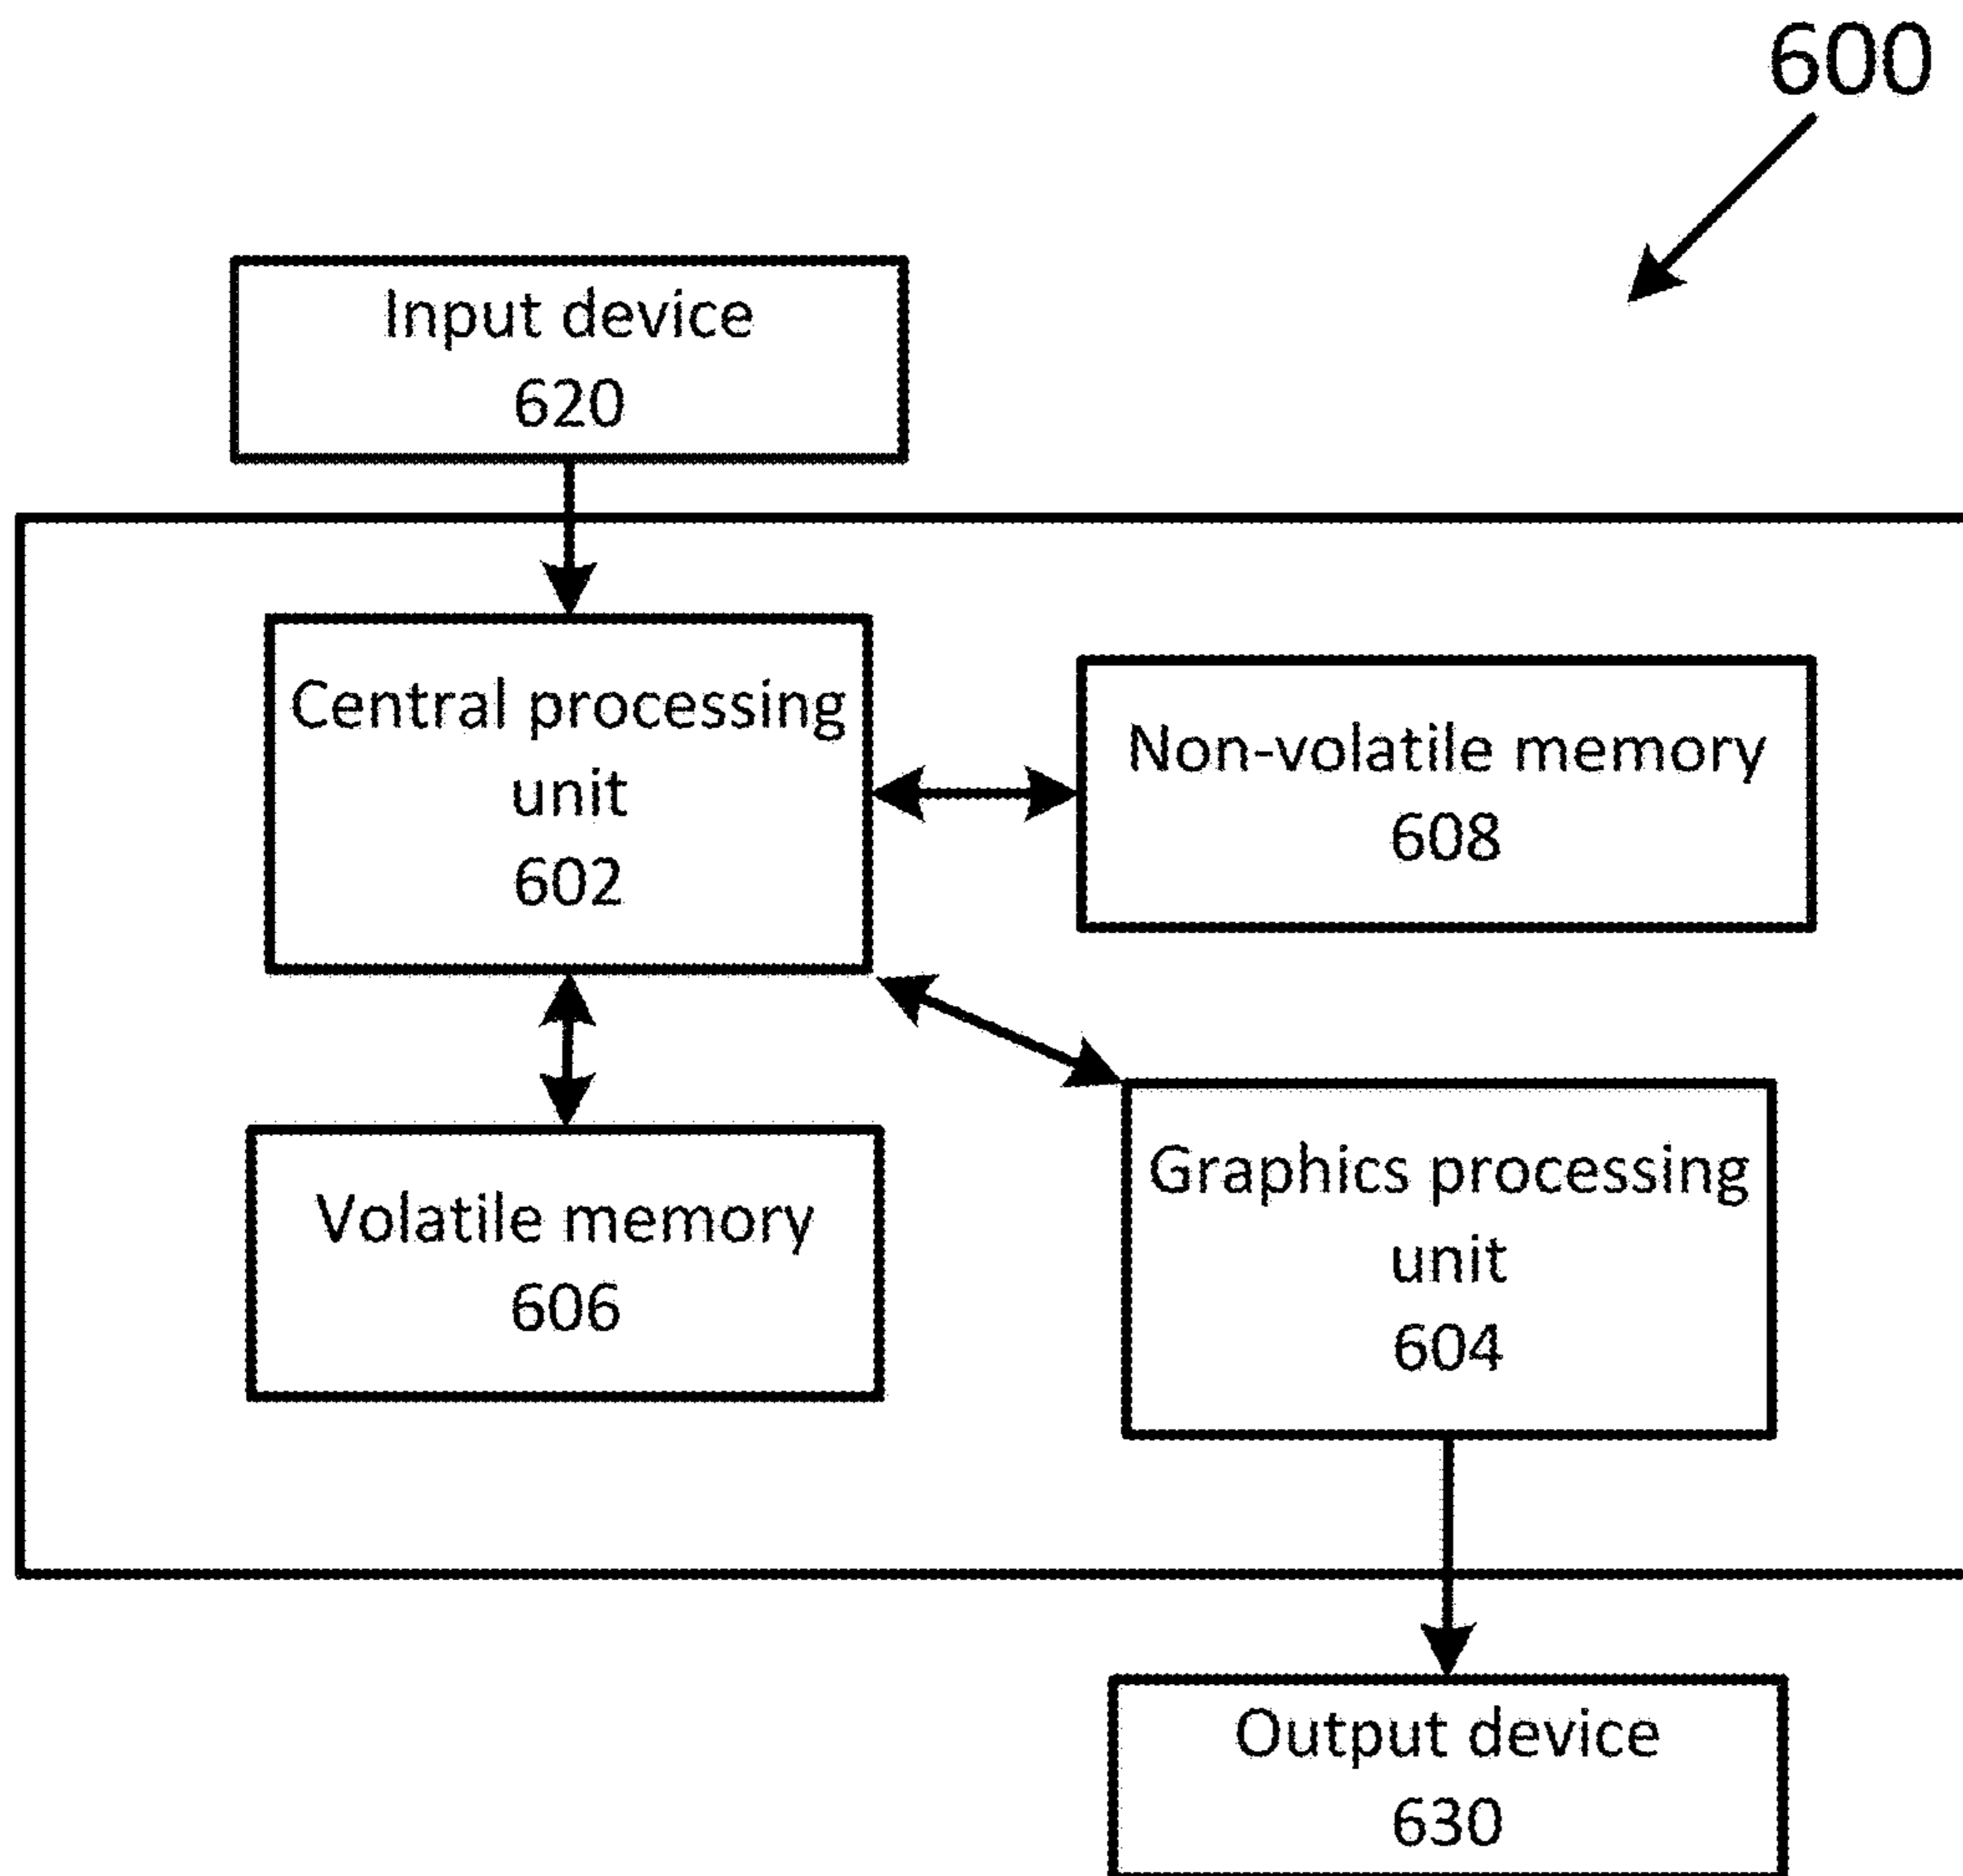 600
Input device
620
Central processing
unit
602
Non-volatile memory
608
Volatile memory
606
Graphics processing
unit
604
Output device
630